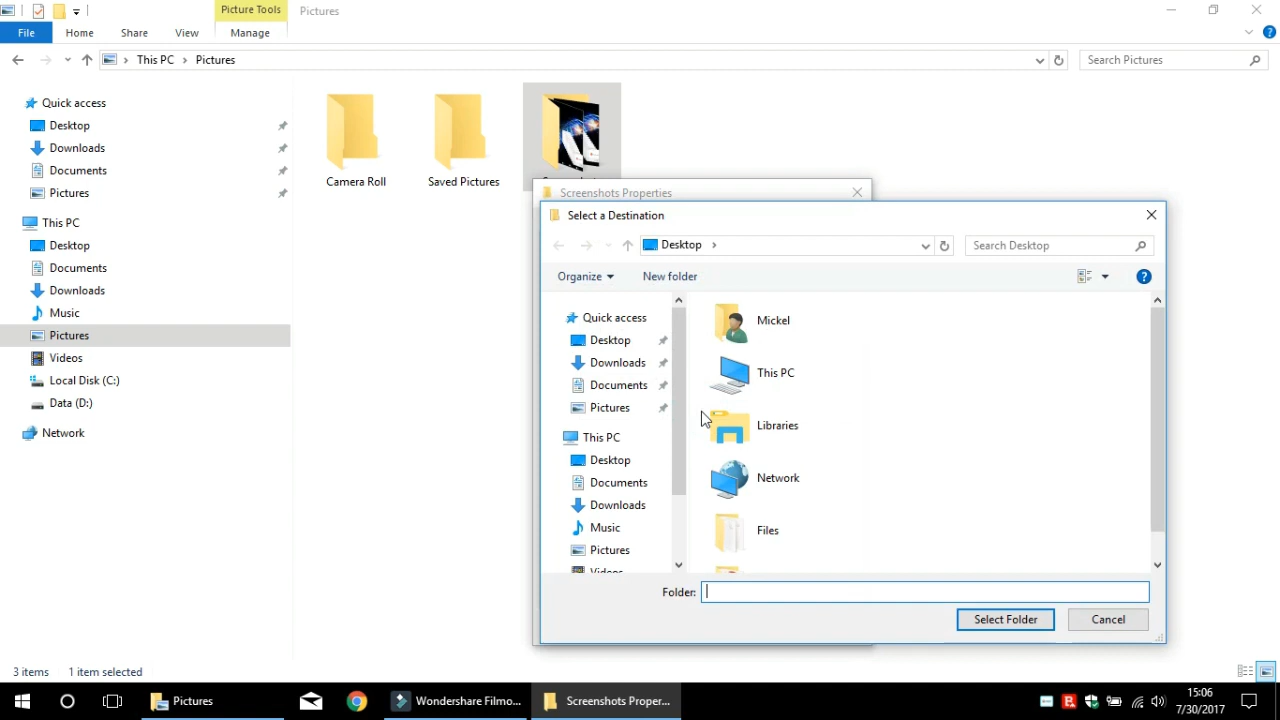 Picture Tools
Pictures
File
Home
Share
View
Manage
This PC
Pictures
Search Pictures
Quick access
Desktop
Downloads
Documents
Pictures
This PC
Desktop
Documents
Downloads
Music
Pictures
Videos
Local Disk (C:)
Data (D:)
Network
Camera Roll
Saved Pictures
Screenshots Properties
Select a Destination
Desktop
Search Desktop
Organize
New folder
Quick access
Desktop
Downloads
Documents
Pictures
This PC
Desktop
Documents
Downloads
Music
Pictures
Videos
Mickel
This PC
Libraries
Network
Files
Folder:
Select Folder
Cancel
3 items
1 item selected
Pictures
Wondershare Filmo...
Screenshots Proper...
15:06
7/30/2017